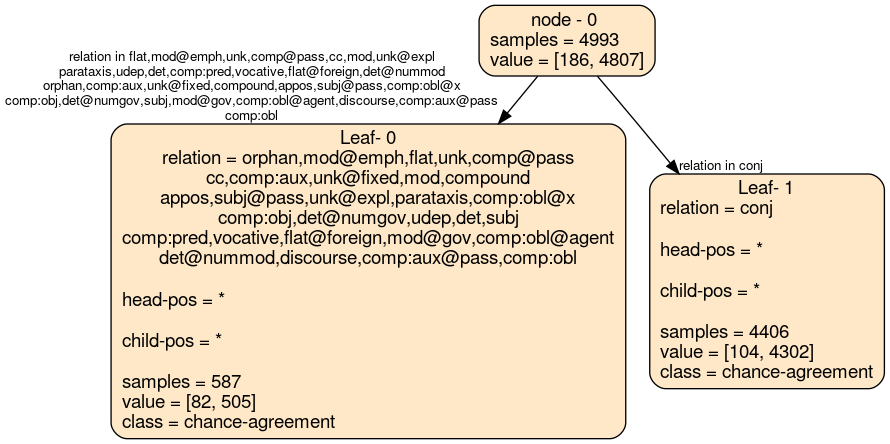 node - 0
samples = 4993
value = [186, 4807]
relation in flat,mod@emph,unk,comp@pass,cc,mod,unk@expl
parataxis,udep,det,comp:pred,vocative,flat@foreign,det@nummod
orphan,comp:aux,unk@fixed,compound,appos,subj@pass,comp:obl@x
comp:obj,det@numgov,subj,mod@gov,comp:obl@agent,discourse,comp:aux@pass
comp:obl
Leaf- 0
relation = orphan,mod@emph,flat,unk,comp@pass
cc,comp:aux,unk@fixed,mod,compound
appos,subj@pass,unk@expl,parataxis,comp:obl@x
comp:obj,det@numgov,udep,det,subj
comp:pred,vocative,flat@foreign,mod@gov,comp:obl@agent
det@nummod,discourse,comp:aux@pass,comp:obl
head-pos = *
child-pos = *
samples = 587
value = [82, 505]
class = chance-agreement
relation in conj
Leaf- 1
relation = conj
head-pos = *
child-pos = *
samples = 4406
value = [104, 4302]
class = chance-agreement